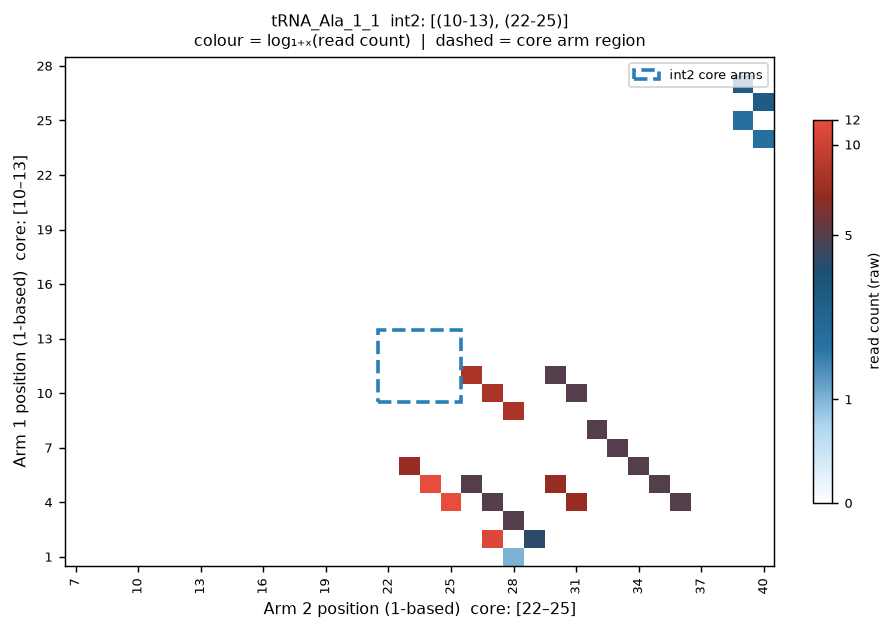 tRNA_Ala_1_1  int2: [(10-13), (22-25)]
colour = log₁₊ₓ(read count)  |  dashed = core arm region
int2 core arms
Arm 1 position (1-based)  core: [10–13]
28
25
22
19
16
13
10
7
4
1
7 10 13 16 19 22 25 28 31 34 37 40
Arm 2 position (1-based)  core: [22–25]
12
10
5
1
0
read count (raw)